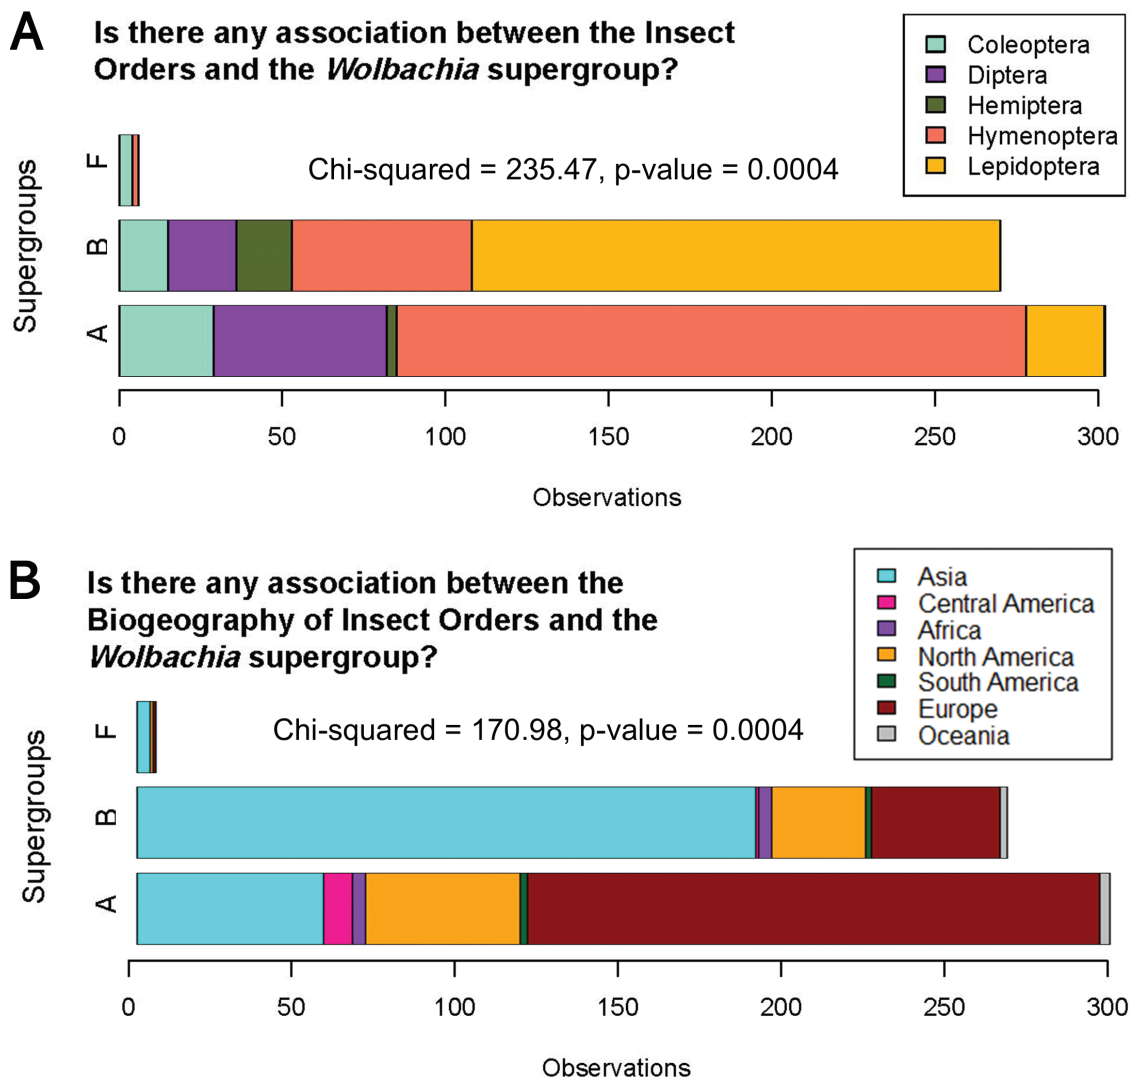 A
Is there any association between the Insect
Orders and the Wolbachia supergroup?
Coleoptera
Diptera
Hemiptera
Hymenoptera
Lepidoptera
Chi-squared = 235.47, p-value = 0.0004
Supergroups
F
B
A
0 50 100 150 200 250 300
Observations
B
Is there any association between the
Biogeography of Insect Orders and the
Wolbachia supergroup?
Asia
Central America
Africa
North America
South America
Europe
Oceania
Chi-squared = 170.98, p-value = 0.0004
Supergroups
F
B
A
0 50 100 150 200 250 300
Observations